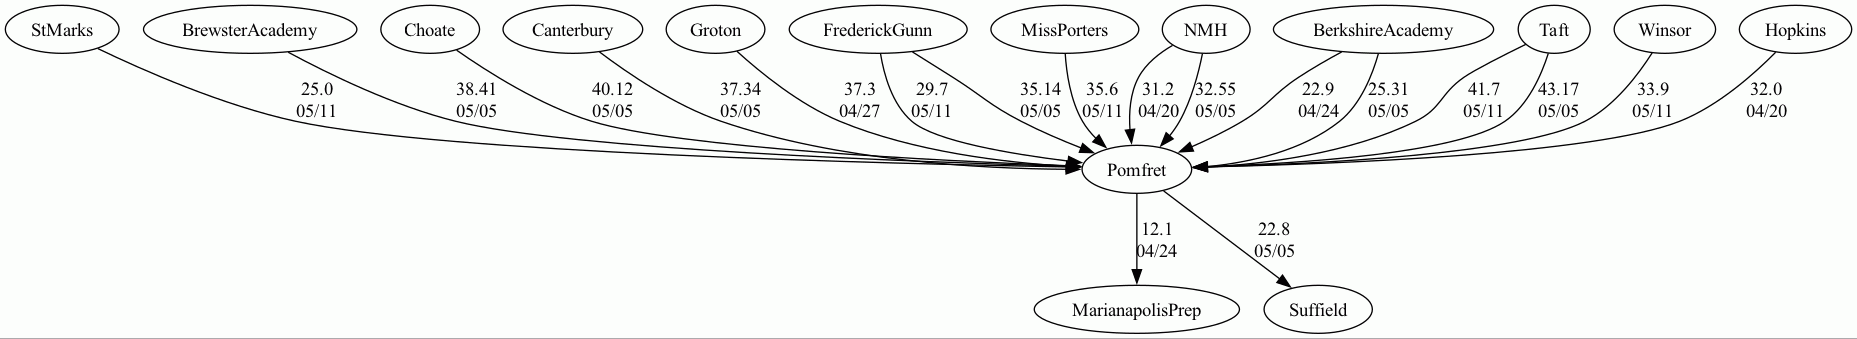 StMarks
BrewsterAcademy
Choate
Canterbury
Groton
FrederickGunn
MissPorters
NMH
BerkshireAcademy
Taft
Winsor
Hopkins
25.0
05/11
38.41
05/05
40.12
05/05
37.34
05/05
37.3
04/27
29.7
05/11
35.14
05/05
35.6
05/11
31.2
04/20
32.55
05/05
22.9
04/24
25.31
05/05
41.7
05/11
43.17
05/05
33.9
05/11
32.0
04/20
Pomfret
12.1
04/24
22.8
05/05
MarianapolisPrep
Suffield